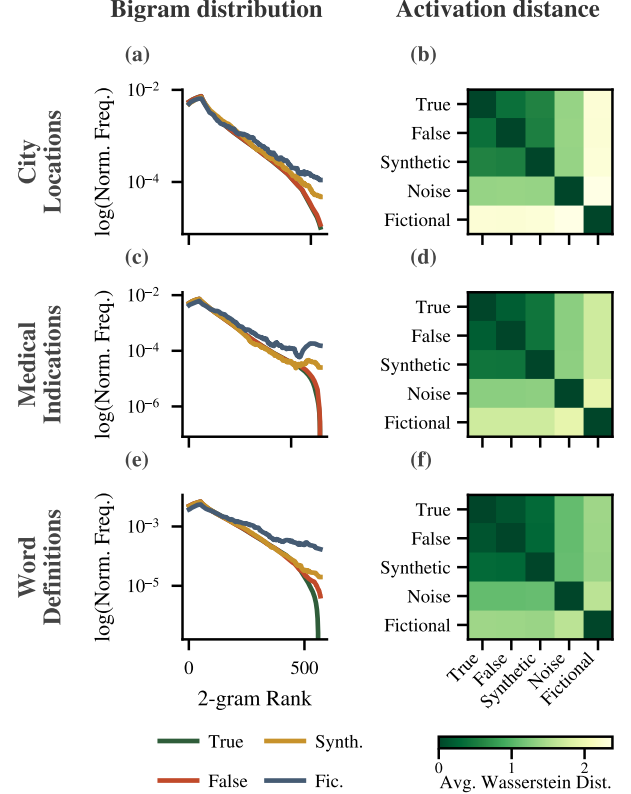 Bigram distribution
Activation distance
(a)
(b)
City
Locations
log(Norm. Freq.)
10⁻²
10⁻⁴
True
False
Synthetic
Noise
Fictional
(c)
(d)
Medical
Indications
log(Norm. Freq.)
10⁻²
10⁻⁴
10⁻⁶
True
False
Synthetic
Noise
Fictional
(e)
(f)
Word
Definitions
log(Norm. Freq.)
10⁻³
10⁻⁵
True
False
Synthetic
Noise
Fictional
0
500
2-gram Rank
True
False
Synthetic
Noise
Fictional
True
Synth.
False
Fic.
0
1
2
Avg. Wasserstein Dist.